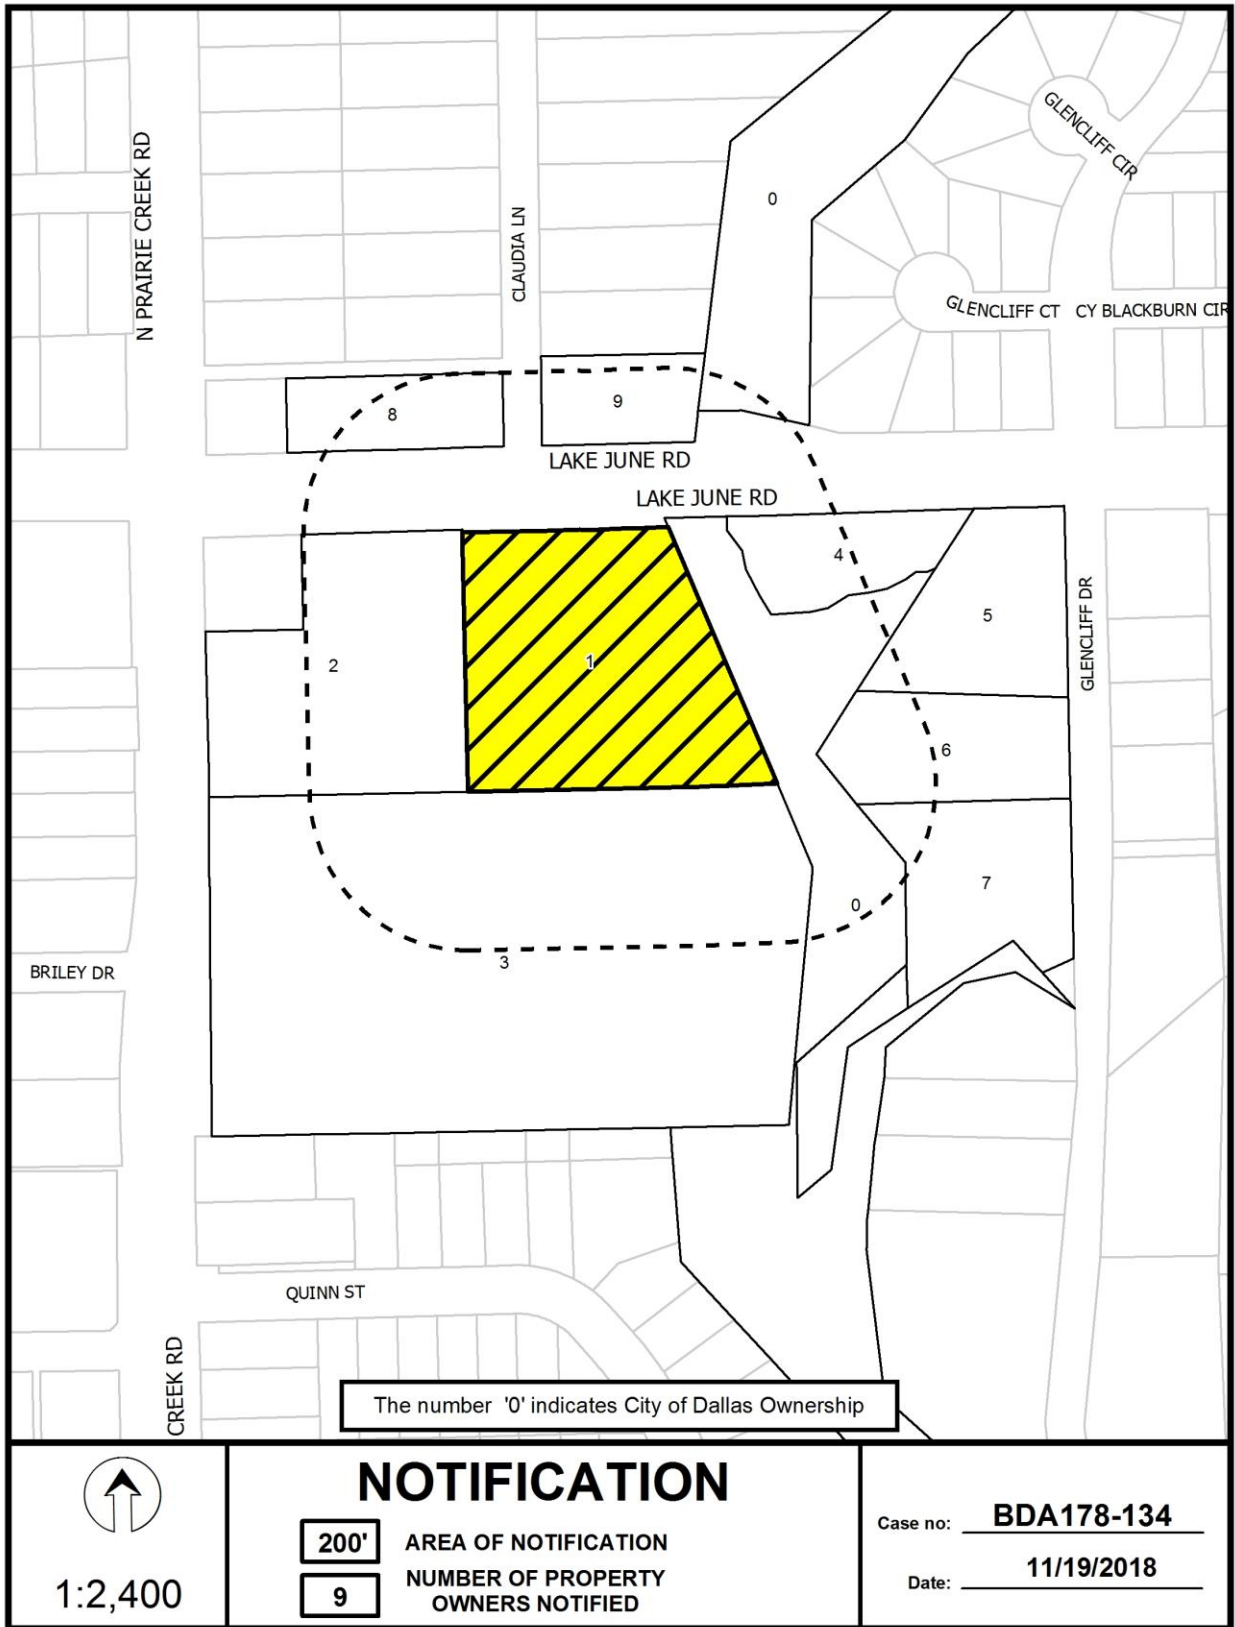 GLENCLIFF CIR
N PRAIRIE CREEK RD
0
CLAUDIA LN
GLENCLIFF CT
CY BLACKBURN CIR
8
9
LAKE JUNE RD
LAKE JUNE RD
4
5
GLENCLIFF DR
1
2
6
7
0
3
BRILEY DR
QUINN ST
CREEK RD
The number '0' indicates City of Dallas Ownership
1:2,400
NOTIFICATION
200' AREA OF NOTIFICATION
9 NUMBER OF PROPERTY
OWNERS NOTIFIED
Case no: BDA178-134
Date: 11/19/2018